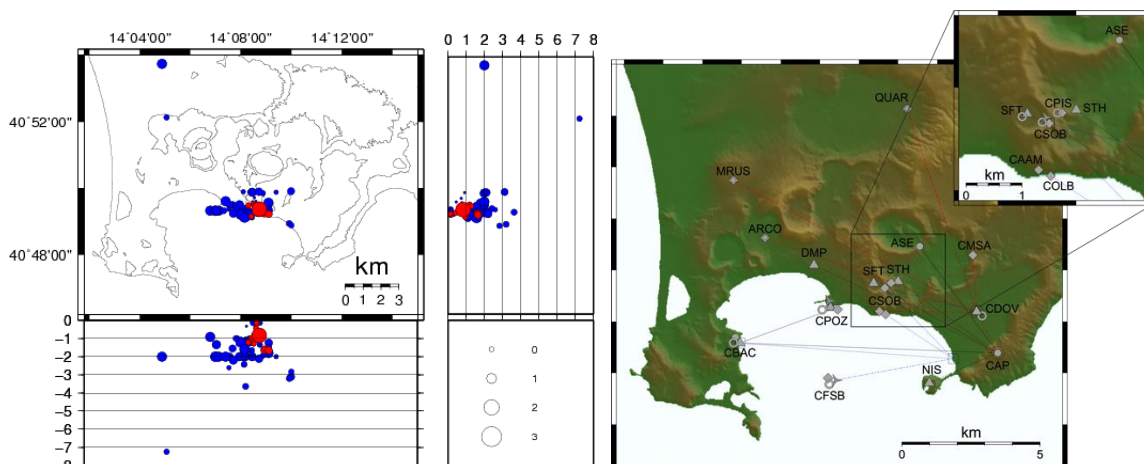 14˚04'00"
14˚08'00"
14˚12'00"
0 1 2 3 4 5 6 7 8
40˚52'00"
40˚48'00"
km
0 1 2 3
0
−1
−2
−3
−4
−5
−6
−7
0
1
2
3
QUAR
MRUS
ARCO
DMP
ASE
CMSA
SFT
STH
CSOB
CPOZ
CDOV
CBAC
CAP
NIS
CFSB
km
0
5
ASE
SFT
CPIS
STH
CSOB
CAAM
COLB
km
0
1